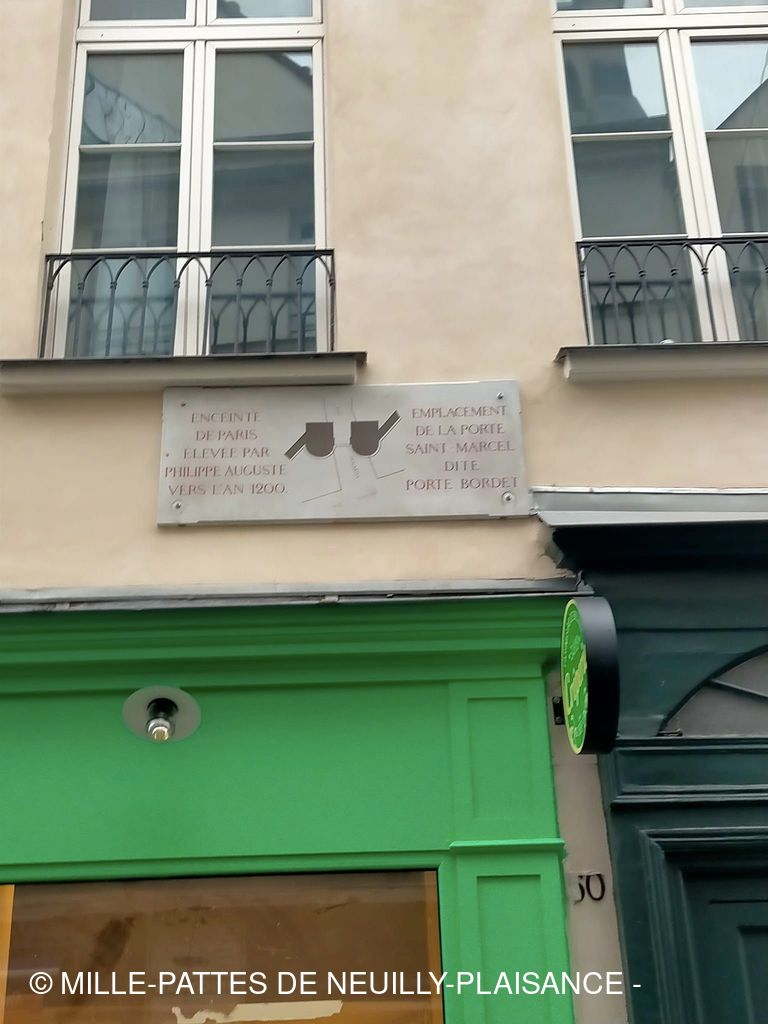 ENCEINTE
DE PARIS
ÉLEVÉE PAR
PHILIPPE AUGUSTE
VERS L'AN 1200.
EMPLACEMENT
DE LA PORTE
SAINT-MARCEL
DITE
PORTE BORDET
50
© MILLE-PATTES DE NEUILLY-PLAISANCE -